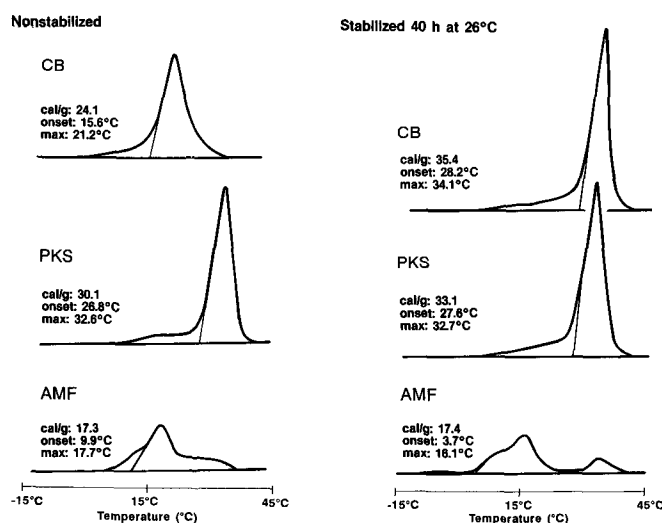 Nonstabilized
CB
cal/g: 24.1
onset: 15.6°C
max: 21.2°C
PKS
cal/g: 30.1
onset: 26.8°C
max: 32.6°C
AMF
cal/g: 17.3
onset: 9.9°C
max: 17.7°C
-15°C 15°C 45°C
Temperature (°C)
Stabilized 40 h at 26°C
CB
cal/g: 35.4
onset: 28.2°C
max: 34.1°C
PKS
cal/g: 33.1
onset: 27.6°C
max: 32.7°C
AMF
cal/g: 17.4
onset: 3.7°C
max: 16.1°C
-15°C 15°C 45°C
Temperature (°C)